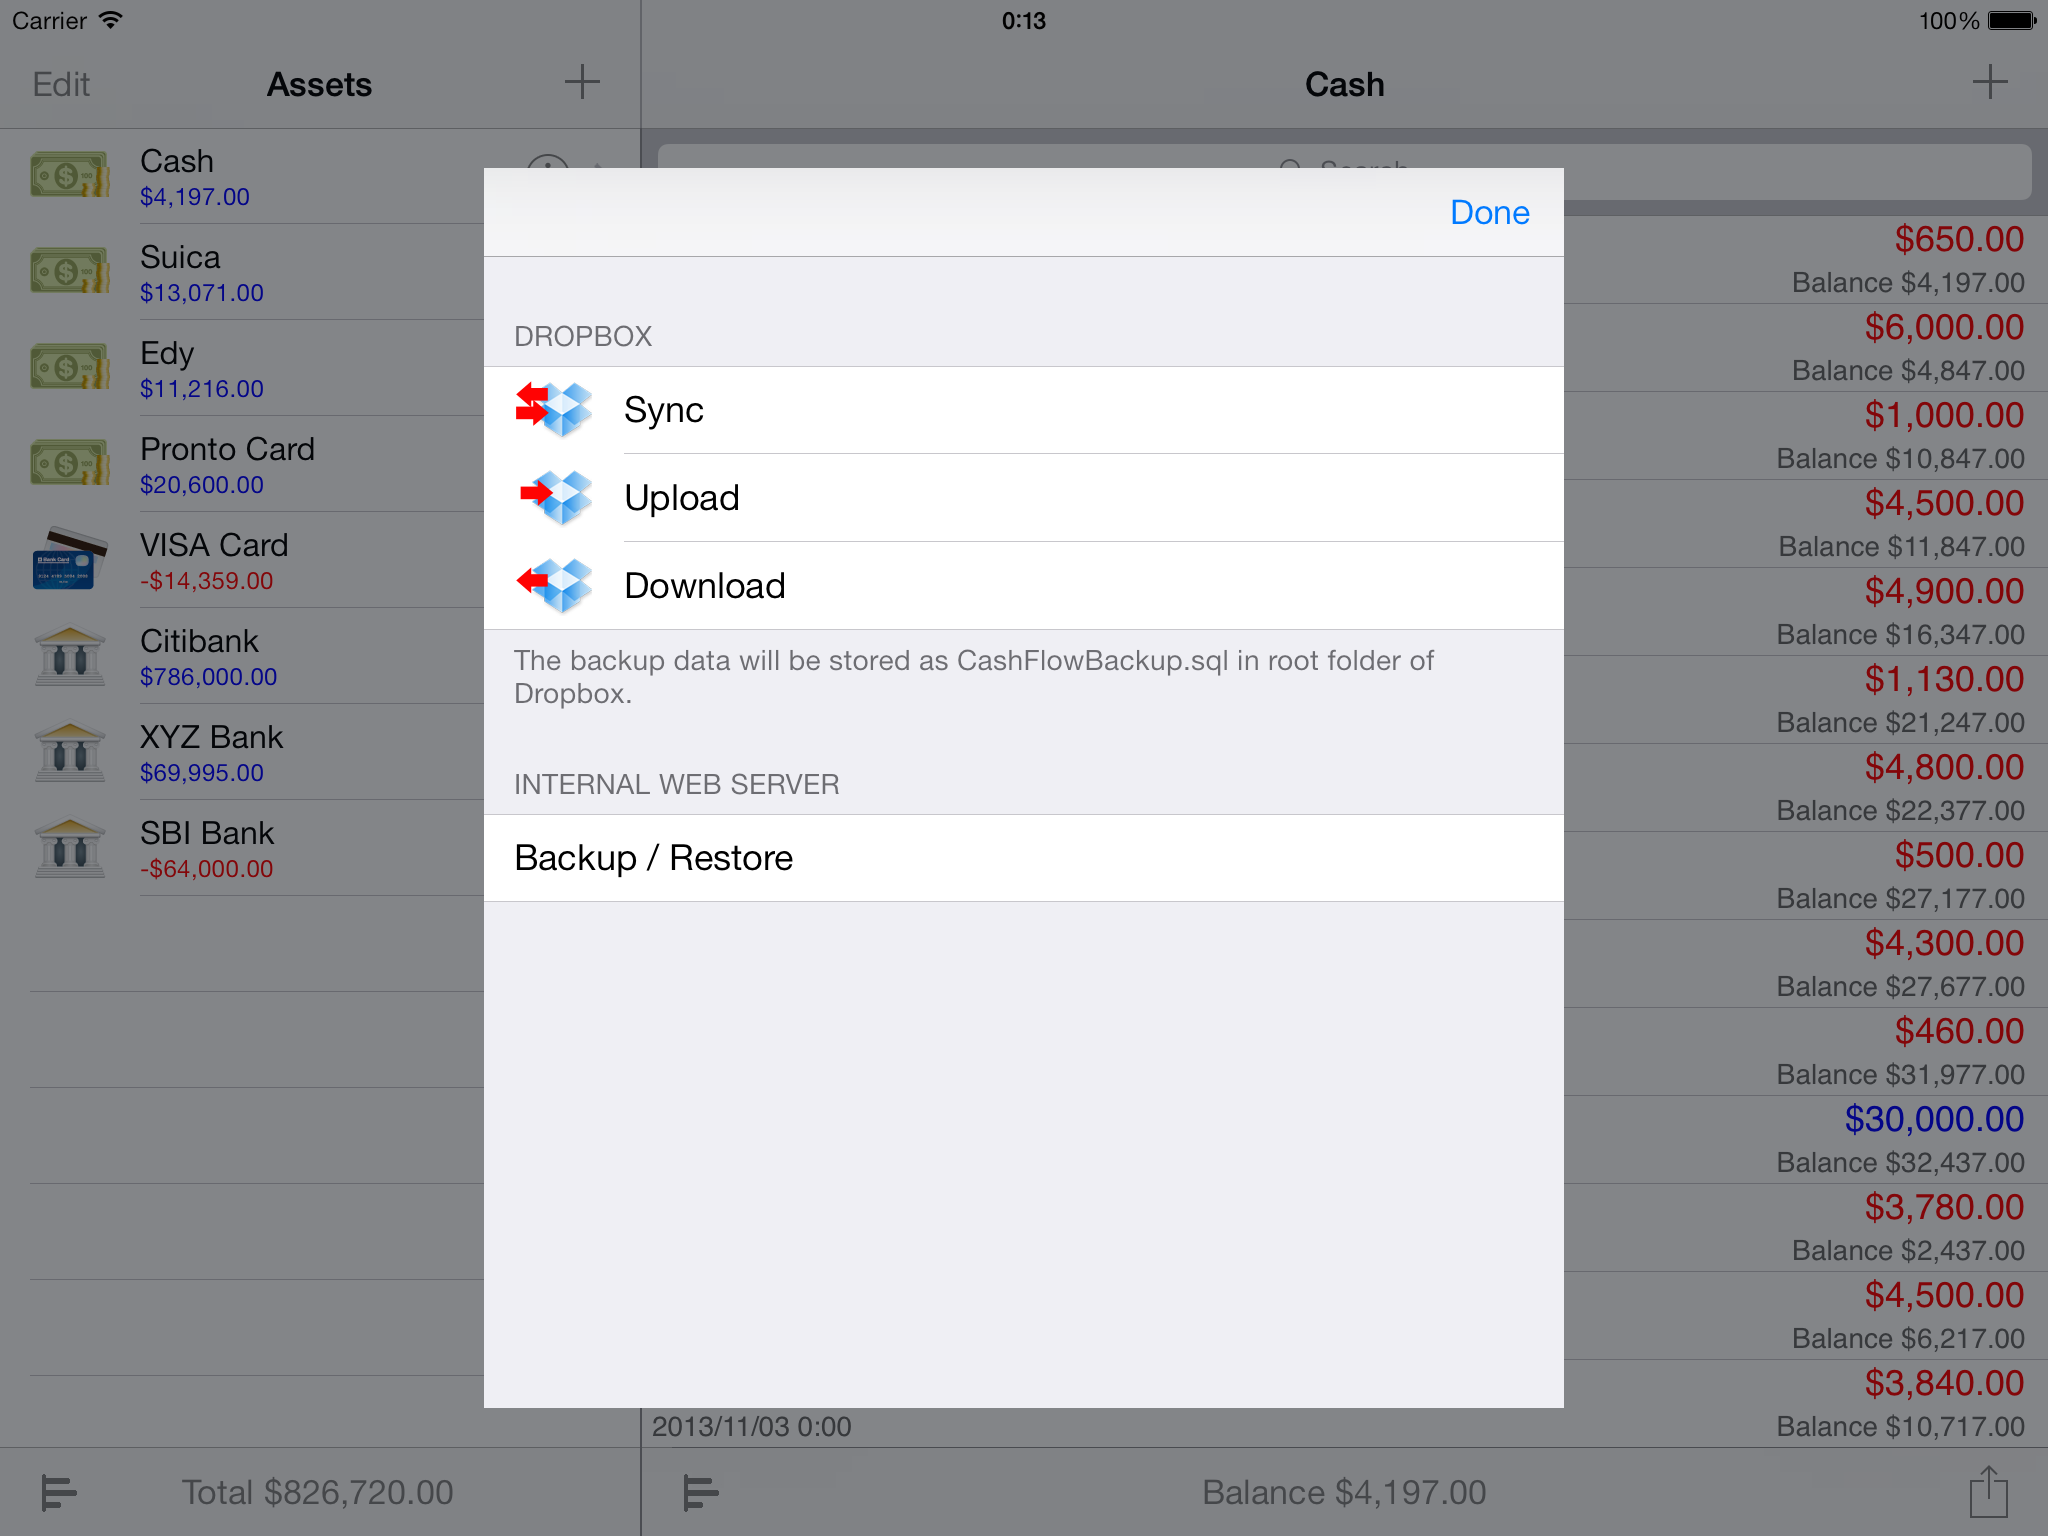 Carrier
0:13
100%
Edit
Assets
Cash
Cash
$4,197.00
Suica
$13,071.00
Edy
$11,216.00
Pronto Card
$20,600.00
VISA Card
-$14,359.00
Citibank
$786,000.00
XYZ Bank
$69,995.00
SBI Bank
-$64,000.00
Total $826,720.00
Search
Done
DROPBOX
Sync
Upload
Download
The backup data will be stored as CashFlowBackup.sql in root folder of
Dropbox.
INTERNAL WEB SERVER
Backup / Restore
$650.00
Balance $4,197.00
$6,000.00
Balance $4,847.00
$1,000.00
Balance $10,847.00
$4,500.00
Balance $11,847.00
$4,900.00
Balance $16,347.00
$1,130.00
Balance $21,247.00
$4,800.00
Balance $22,377.00
$500.00
Balance $27,177.00
$4,300.00
Balance $27,677.00
$460.00
Balance $31,977.00
$30,000.00
Balance $32,437.00
$3,780.00
Balance $2,437.00
$4,500.00
Balance $6,217.00
$3,840.00
2013/11/03 0:00
Balance $10,717.00
Balance $4,197.00